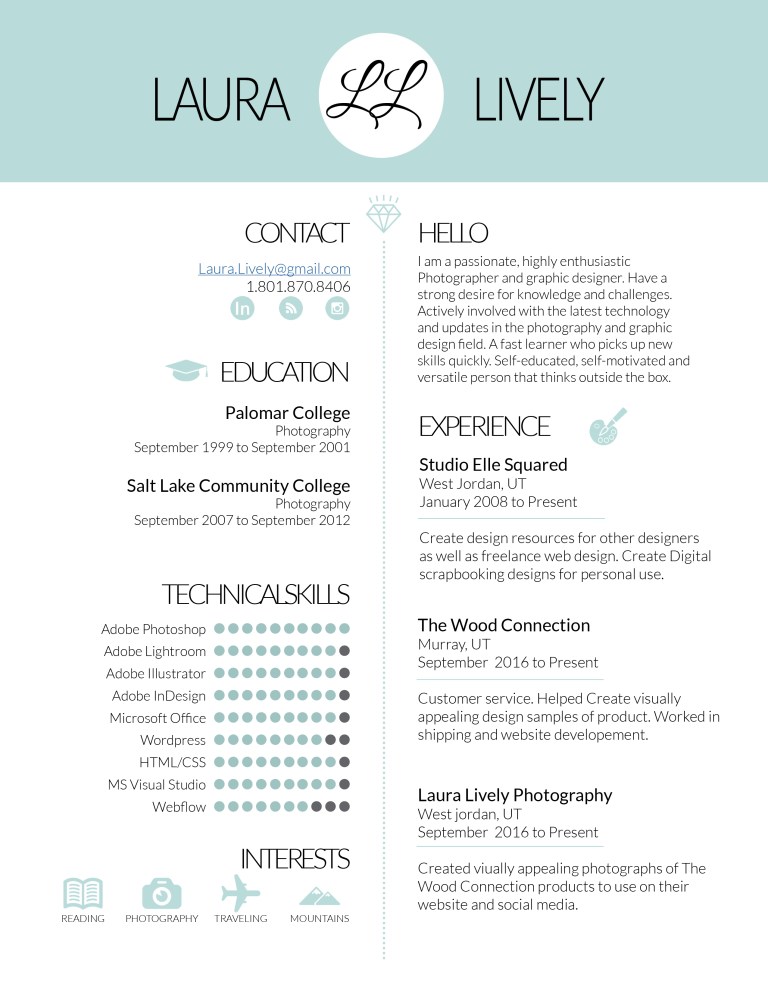 LAURA LL LIVELY
CONTACT
Laura.Lively@gmail.com
1.801.870.8406
in
EDUCATION
Palomar College
Photography
September 1999 to September 2001
Salt Lake Community College
Photography
September 2007 to September 2012
TECHNICALSKILLS
Adobe Photoshop
Adobe Lightroom
Adobe Illustrator
Adobe InDesign
Microsoft Office
Wordpress
HTML/CSS
MS Visual Studio
Webflow
INTERESTS
READING PHOTOGRAPHY TRAVELING MOUNTAINS
HELLO
I am a passionate, highly enthusiastic
Photographer and graphic designer. Have a
strong desire for knowledge and challenges.
Actively involved with the latest technology
and updates in the photography and graphic
design field. A fast learner who picks up new
skills quickly. Self-educated, self-motivated and
versatile person that thinks outside the box.
EXPERIENCE
Studio Elle Squared
West Jordan, UT
January 2008 to Present
Create design resources for other designers
as well as freelance web design. Create Digital
scrapbooking designs for personal use.
The Wood Connection
Murray, UT
September 2016 to Present
Customer service. Helped Create visually
appealing design samples of product. Worked in
shipping and website developement.
Laura Lively Photography
West jordan, UT
September 2016 to Present
Created viually appealing photographs of The
Wood Connection products to use on their
website and social media.